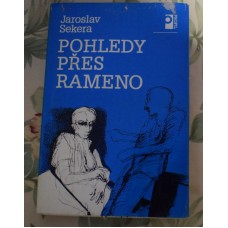 Jaroslav
Sekera
POHLEDY
PŘES
RAMENO